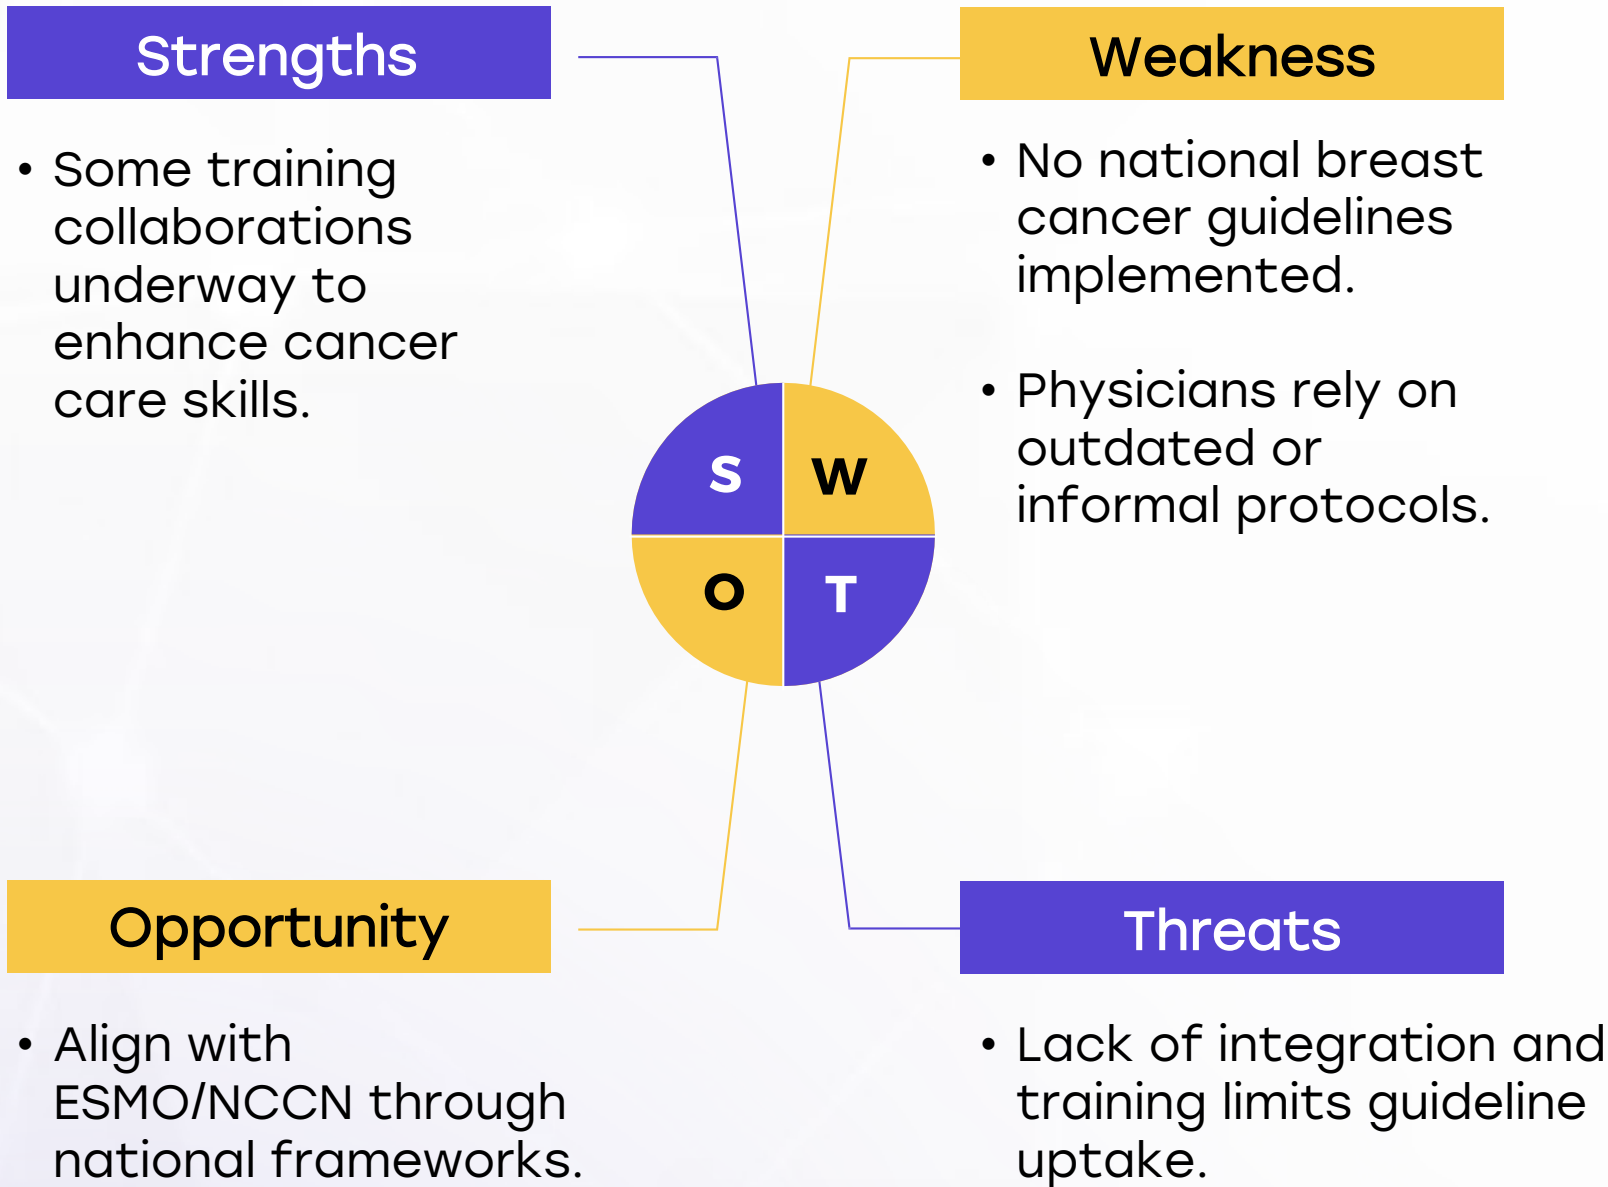 Strengths
• Some training
collaborations
underway to
enhance cancer
care skills.
Weakness
• No national breast
cancer guidelines
implemented.
• Physicians rely on
outdated or
informal protocols.
S
W
O
T
Opportunity
• Align with
ESMO/NCCN through
national frameworks.
Threats
• Lack of integration and
training limits guideline
uptake.